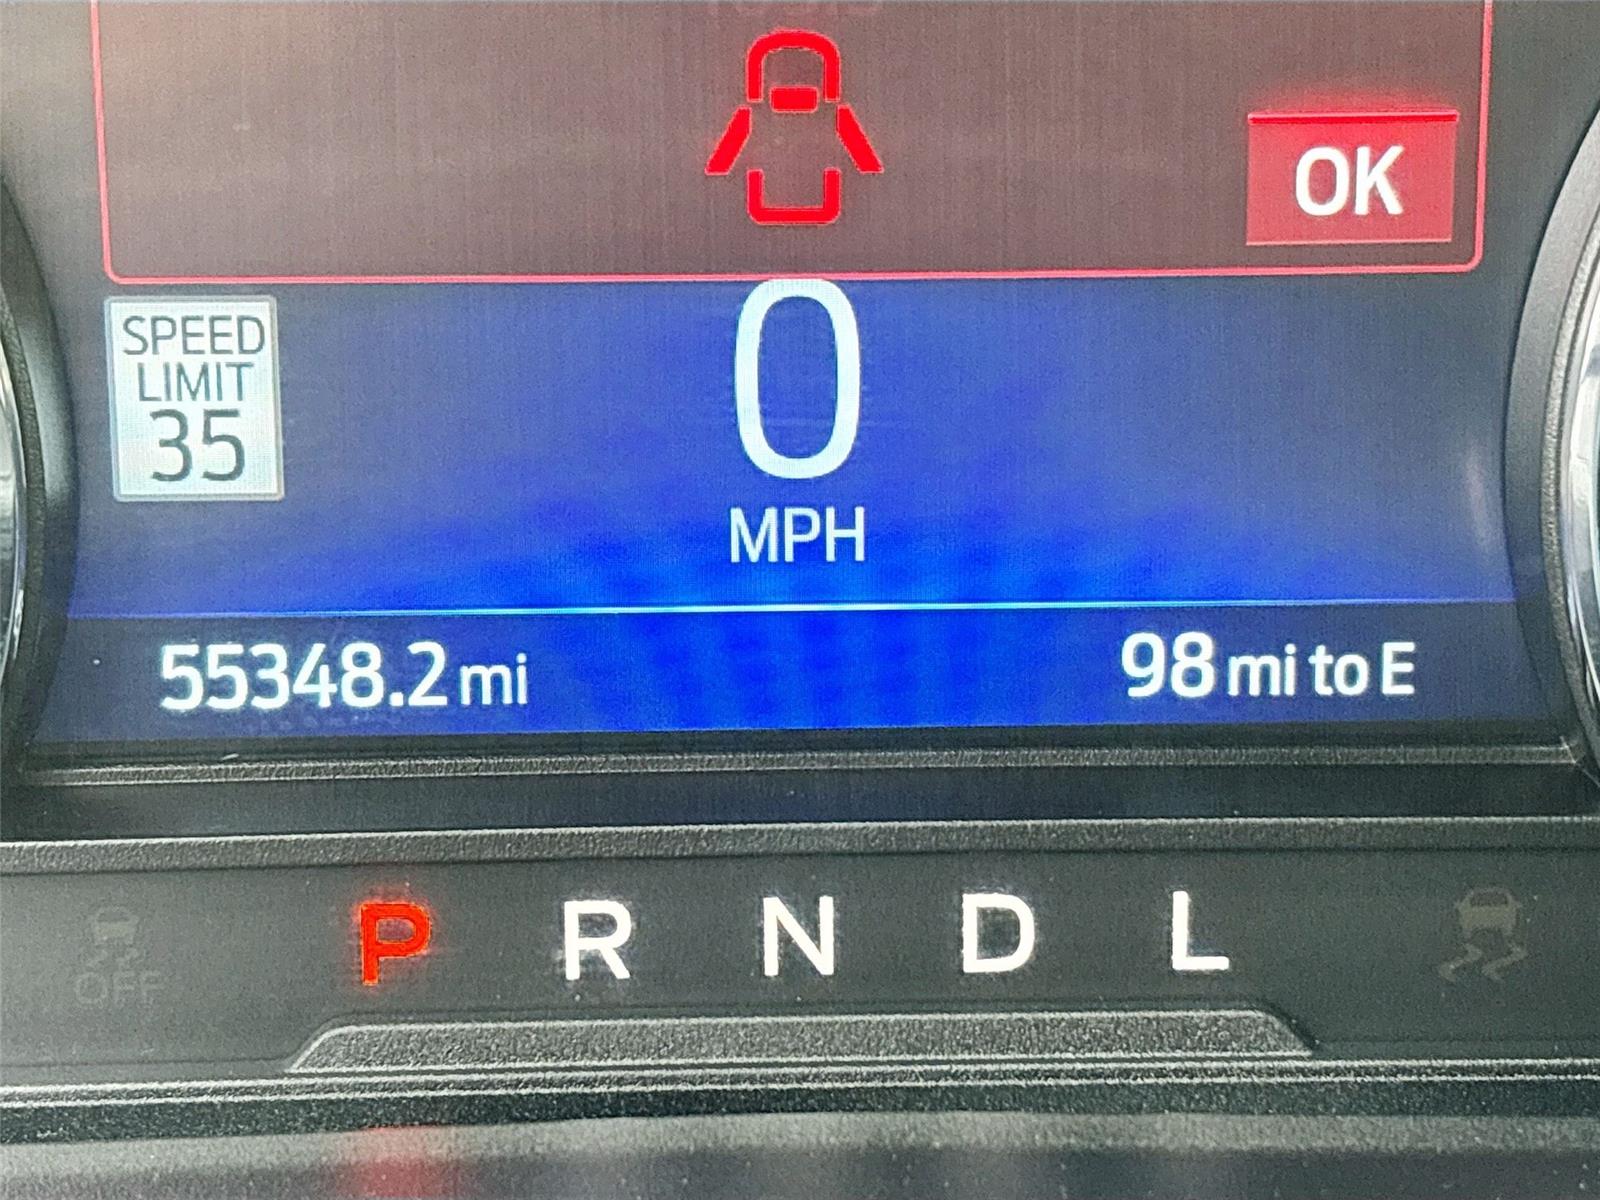 OK
SPEED
LIMIT
35
0
MPH
55348.2 mi
98 mi to E
P R N D L
OFF